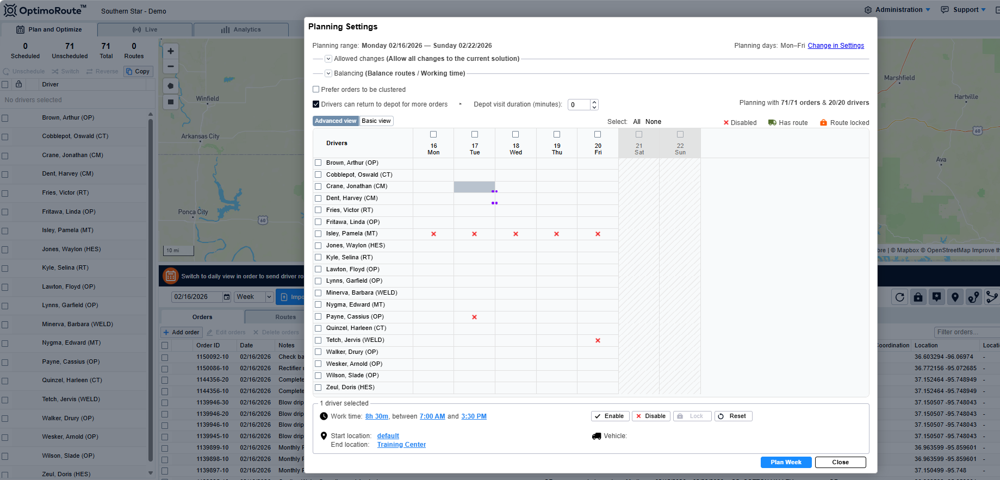 OptimoRoute™
Southern Star - Demo
Administration
Support
Plan and Optimize
Live
Analytics
0
71
71
0
Scheduled
Unscheduled
Total
Routes
Unschedule
Switch
Reverse
Copy
Driver
No drivers selected
Brown, Arthur (OP)
Cobblepot, Oswald (CT)
Crane, Jonathan (CM)
Dent, Harvey (CM)
Fries, Victor (RT)
Fritawa, Linda (OP)
Isley, Pamela (MT)
Jones, Waylon (HES)
Kyle, Selina (RT)
Lawton, Floyd (OP)
Lynns, Garfield (OP)
Minerva, Barbara (WELD)
Nygma, Edward (MT)
Payne, Cassius (OP)
Quinzel, Harleen (CT)
Tetch, Jervis (WELD)
Walker, Drury (OP)
Wesker, Arnold (OP)
Wilson, Slade (OP)
Zeul, Doris (HES)
Winfield
Arkansas City
Ponca City
60
10 mi
Marshfield
Hartville
60
Ava
© Mapbox © OpenStreetMap Improve
Switch to daily view in order to send driver
02/16/2026
Week
Orders
Routes
Add order
Edit orders
Delete orders
Filter orders...
Order ID
Date
Notes
Location
1150092-10 02/16/2026 Check
36.603294 -96.06974 -
1150086-10 02/16/2026 Rectifier
36.772156 -95.072685 -
1144356-20 02/16/2026 Complete
37.152464 -95.748949 -
1144356-10 02/16/2026 Complete
37.152464 -95.748949 -
1139946-30 02/16/2026 Blow drip
37.150507 -95.748043 -
1139946-20 02/16/2026 Blow drip
37.150507 -95.748043 -
1139946-10 02/16/2026 Blow drip
37.150507 -95.748043 -
1139945-10 02/16/2026 Blow drip
37.150507 -95.748043 -
1139899-10 02/16/2026 Monthly
36.963599 -95.859601 -
1139898-10 02/16/2026 Monthly
36.963599 -95.859601 -
1139897-10 02/16/2026 Monthly
37.150499 -95.748 -
Planning Settings
Planning range: Monday 02/16/2026 — Sunday 02/22/2026
Planning days: Mon–Fri Change in Settings
Allowed changes (Allow all changes to the current solution)
Balancing (Balance routes / Working time)
Prefer orders to be clustered
Drivers can return to depot for more orders
Depot visit duration (minutes): 0
Planning with 71/71 orders & 20/20 drivers
Advanced view
Basic view
Select: All None
Disabled
Has route
Route locked
Drivers
16 Mon
17 Tue
18 Wed
19 Thu
20 Fri
21 Sat
22 Sun
Brown, Arthur (OP)
Cobblepot, Oswald (CT)
Crane, Jonathan (CM)
Dent, Harvey (CM)
Fries, Victor (RT)
Fritawa, Linda (OP)
Isley, Pamela (MT)
Jones, Waylon (HES)
Kyle, Selina (RT)
Lawton, Floyd (OP)
Lynns, Garfield (OP)
Minerva, Barbara (WELD)
Nygma, Edward (MT)
Payne, Cassius (OP)
Quinzel, Harleen (CT)
Tetch, Jervis (WELD)
Walker, Drury (OP)
Wesker, Arnold (OP)
Wilson, Slade (OP)
Zeul, Doris (HES)
1 driver selected
Work time: 8h 30m, between 7:00 AM and 3:30 PM
Enable
Disable
Lock
Reset
Start location: default
End location: Training Center
Vehicle:
Plan Week
Close